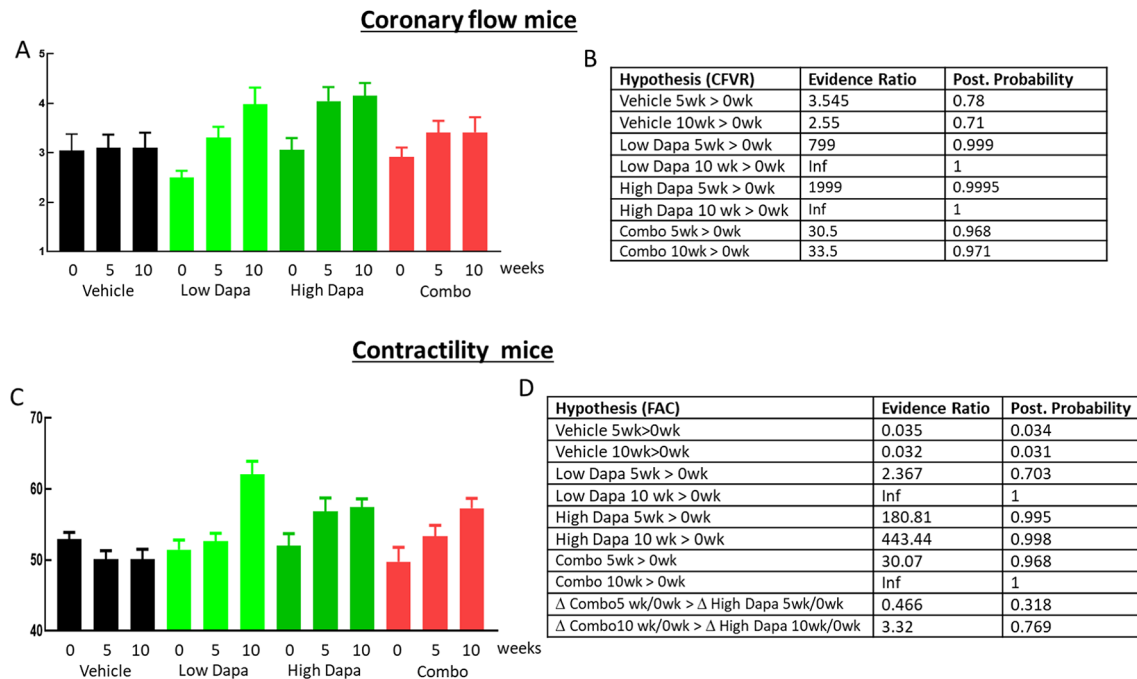 Coronary flow mice
A
5
4
3
2
1
0 5 10 0 5 10 0 5 10 0 5 10 weeks
Vehicle Low Dapa High Dapa Combo
B
Hypothesis (CFVR) Evidence Ratio Post. Probability
Vehicle 5wk > 0wk 3.545 0.78
Vehicle 10wk > 0wk 2.55 0.71
Low Dapa 5wk > 0wk 799 0.999
Low Dapa 10 wk > 0wk Inf 1
High Dapa 5wk > 0wk 1999 0.9995
High Dapa 10 wk > 0wk Inf 1
Combo 5wk > 0wk 30.5 0.968
Combo 10wk > 0wk 33.5 0.971
Contractility mice
C
70
60
50
40
0 5 10 0 5 10 0 5 10 0 5 10 weeks
Vehicle Low Dapa High Dapa Combo
D
Hypothesis (FAC) Evidence Ratio Post. Probability
Vehicle 5wk>0wk 0.035 0.034
Vehicle 10wk>0wk 0.032 0.031
Low Dapa 5wk > 0wk 2.367 0.703
Low Dapa 10 wk > 0wk Inf 1
High Dapa 5wk > 0wk 180.81 0.995
High Dapa 10 wk > 0wk 443.44 0.998
Combo 5wk > 0wk 30.07 0.968
Combo 10wk > 0wk Inf 1
Δ Combo5 wk/0wk > Δ High Dapa 5wk/0wk 0.466 0.318
Δ Combo10 wk/0wk > Δ High Dapa 10wk/0wk 3.32 0.769